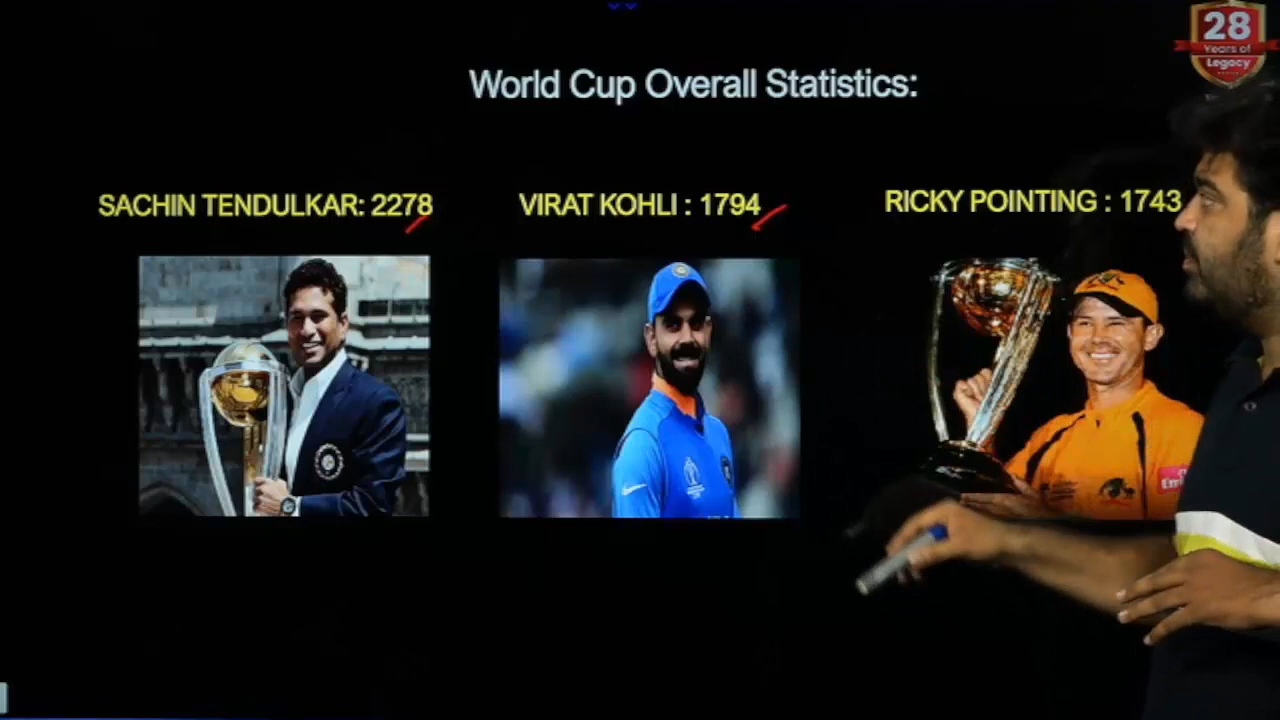 28
Years of
Legacy
World Cup Overall Statistics:
SACHIN TENDULKAR: 2278
VIRAT KOHLI : 1794
RICKY POINTING : 1743